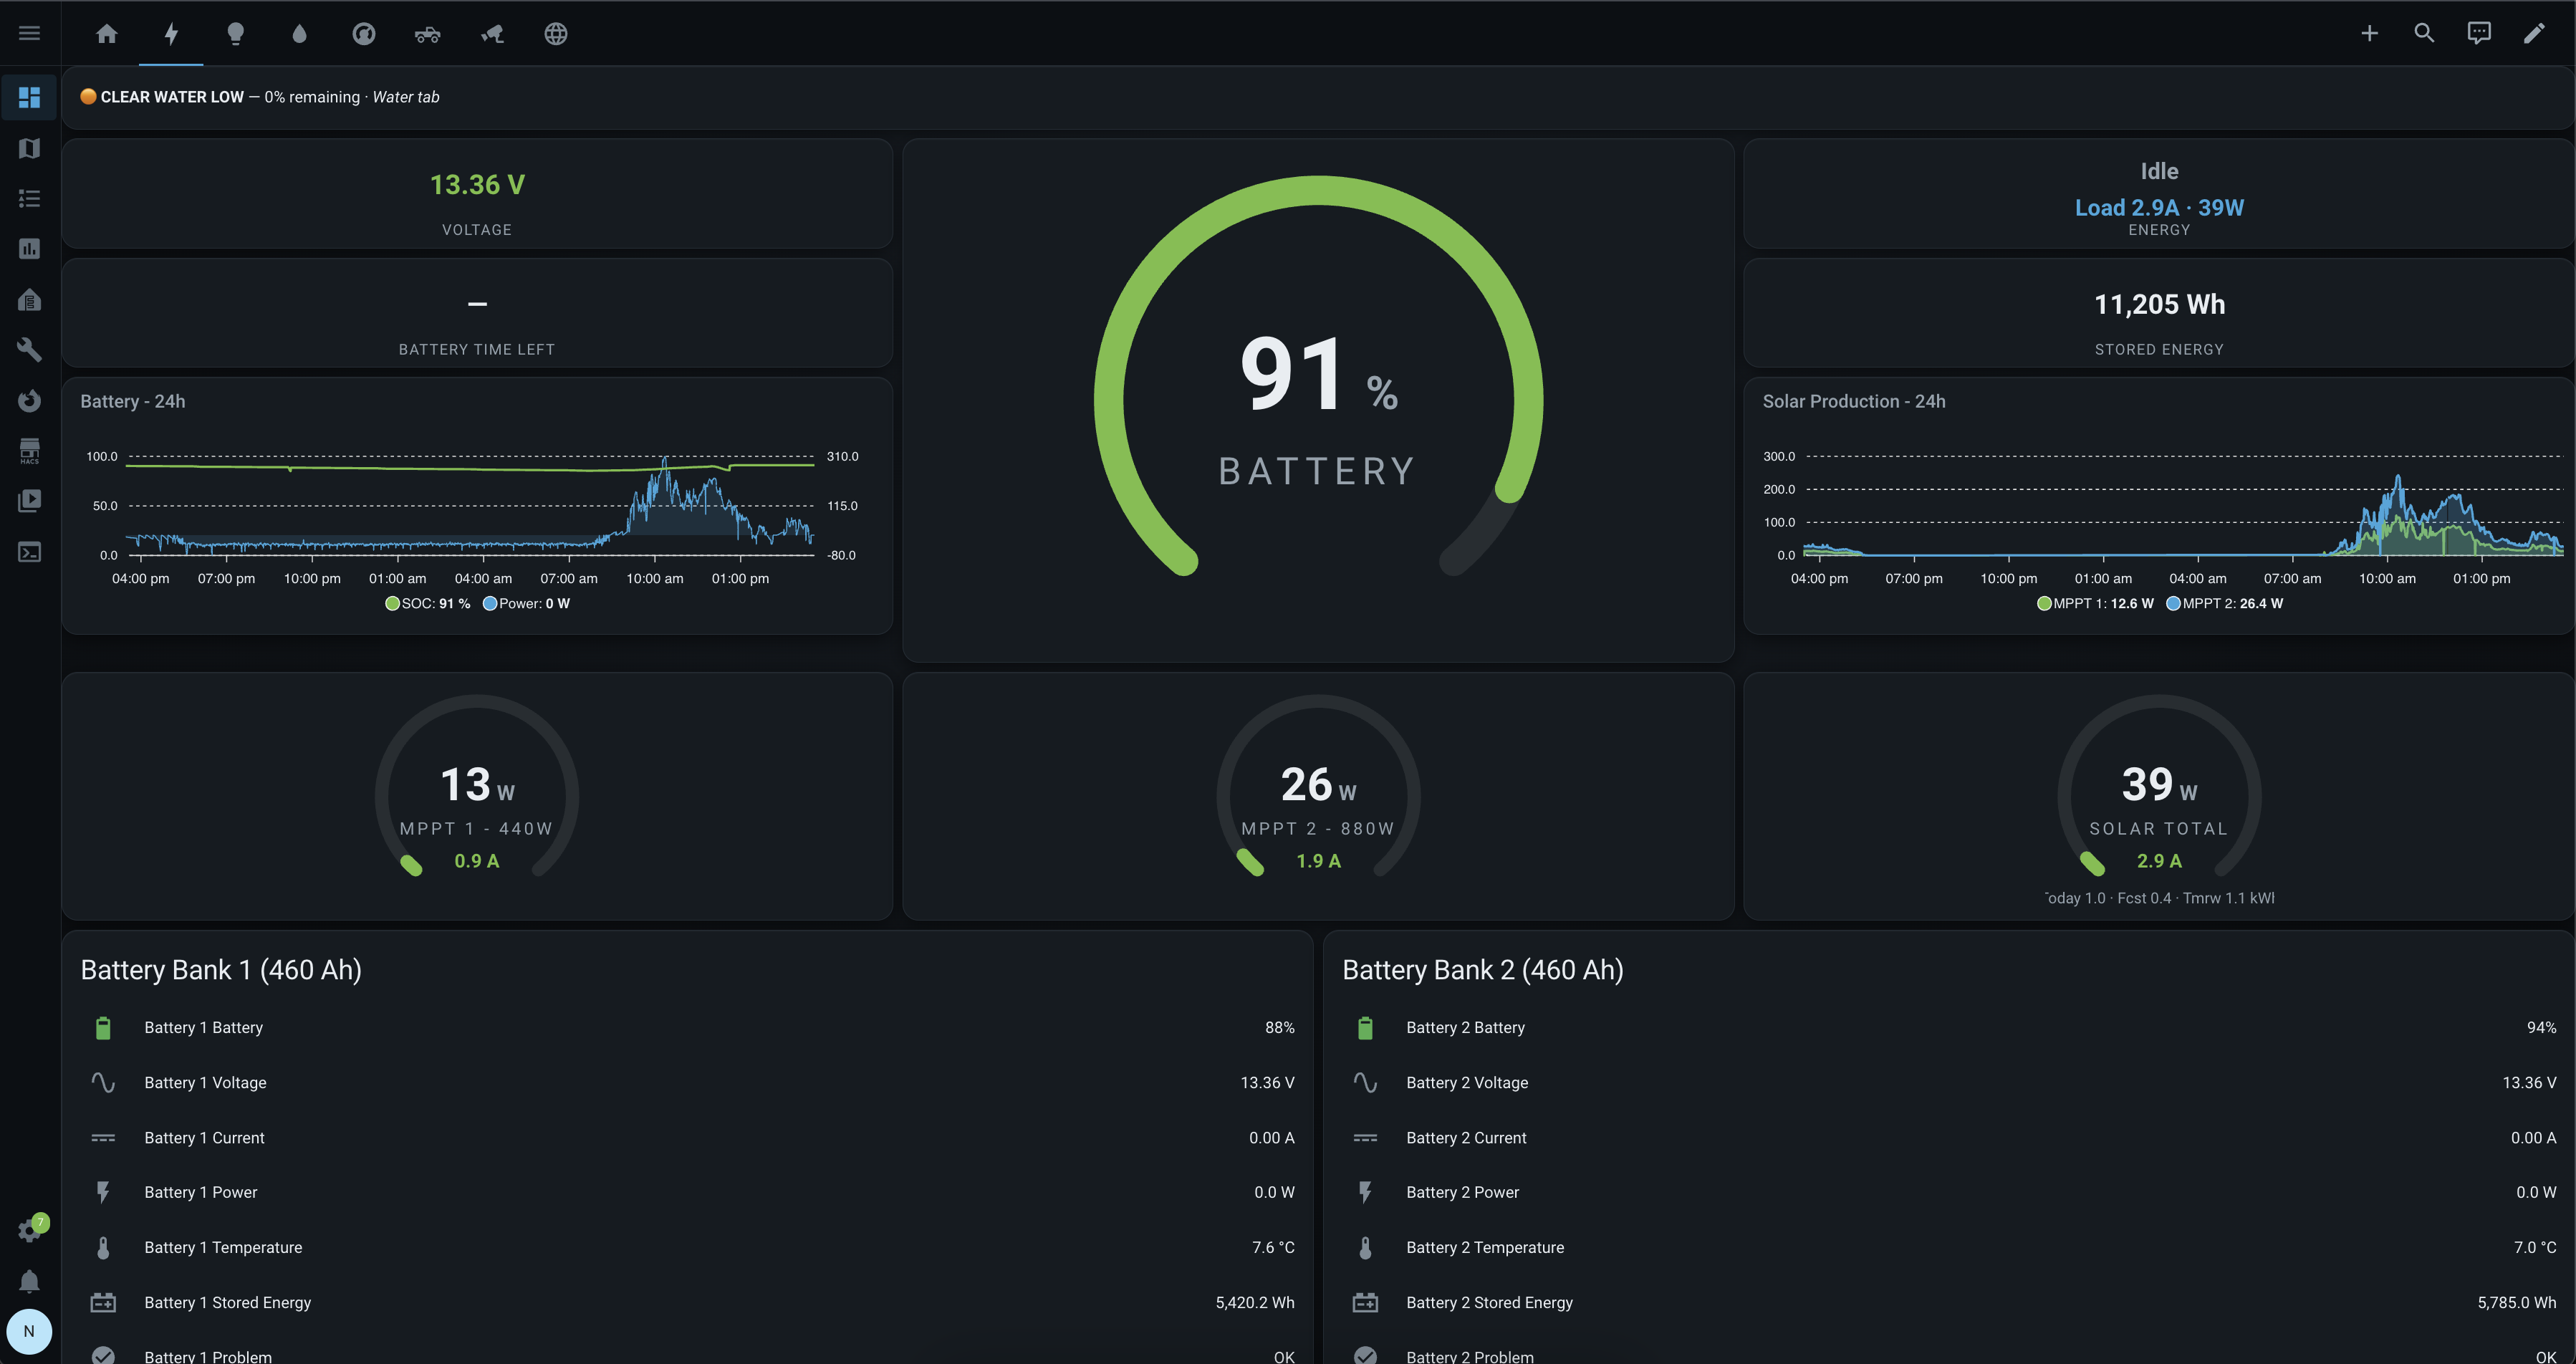 🟠 CLEAR WATER LOW — 0% remaining · Water tab
13.36 V
VOLTAGE
—
BATTERY TIME LEFT
Battery - 24h
100.0
50.0
0.0
310.0
115.0
-80.0
04:00 pm 07:00 pm 10:00 pm 01:00 am 04:00 am 07:00 am 10:00 am 01:00 pm
SOC: 91 % Power: 0 W
91 %
BATTERY
Idle
Load 2.9A · 39W
ENERGY
11,205 Wh
STORED ENERGY
Solar Production - 24h
300.0
200.0
100.0
0.0
04:00 pm 07:00 pm 10:00 pm 01:00 am 04:00 am 07:00 am 10:00 am 01:00 pm
MPPT 1: 12.6 W MPPT 2: 26.4 W
13 W
MPPT 1 - 440W
0.9 A
26 W
MPPT 2 - 880W
1.9 A
39 W
SOLAR TOTAL
2.9 A
oday 1.0 · Fcst 0.4 · Tmrw 1.1 kW
Battery Bank 1 (460 Ah)
Battery 1 Battery 88%
Battery 1 Voltage 13.36 V
Battery 1 Current 0.00 A
Battery 1 Power 0.0 W
Battery 1 Temperature 7.6 °C
Battery 1 Stored Energy 5,420.2 Wh
Battery 1 Problem OK
Battery Bank 2 (460 Ah)
Battery 2 Battery 94%
Battery 2 Voltage 13.36 V
Battery 2 Current 0.00 A
Battery 2 Power 0.0 W
Battery 2 Temperature 7.0 °C
Battery 2 Stored Energy 5,785.0 Wh
Battery 2 Problem OK
HACS
7
N